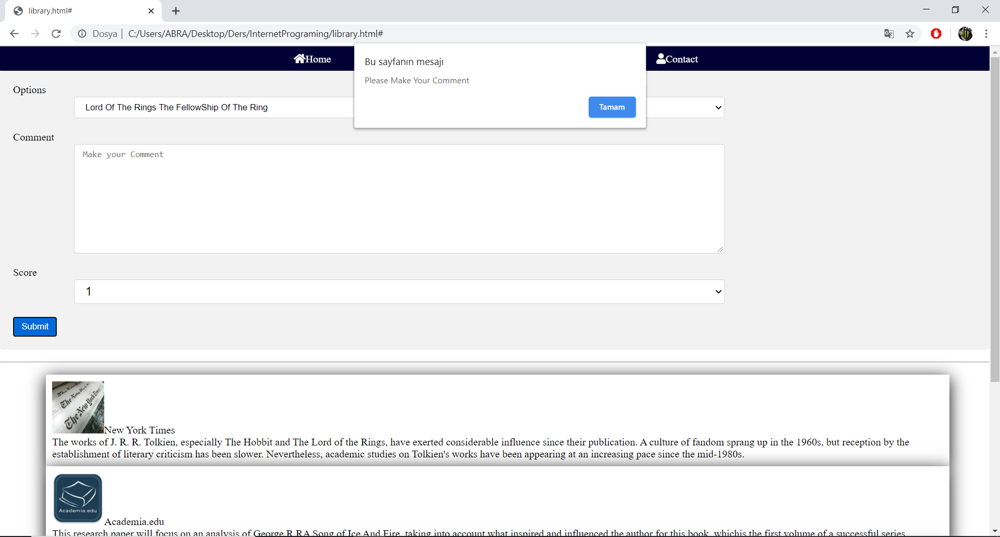 library.html#
Dosya | C:/Users/ABRA/Desktop/Ders/InternetPrograming/library.html#
Home
Contact
Bu sayfanın mesajı
Please Make Your Comment
Tamam
Options
Lord Of The Rings The FellowShip Of The Ring
Comment
Make your Comment
Score
1
Submit
The New York Times
New York Times
The works of J. R. R. Tolkien, especially The Hobbit and The Lord of the Rings, have exerted considerable influence since their publication. A culture of fandom sprang up in the 1960s, but reception by the
establishment of literary criticism has been slower. Nevertheless, academic studies on Tolkien's works have been appearing at an increasing pace since the mid-1980s.
Academia.edu
Academia.edu
This research paper will focus on an analysis of George R.RA Song of Ice And Fire, taking into account what inspired and influenced the author for this book, whichis the first volume of a successful series